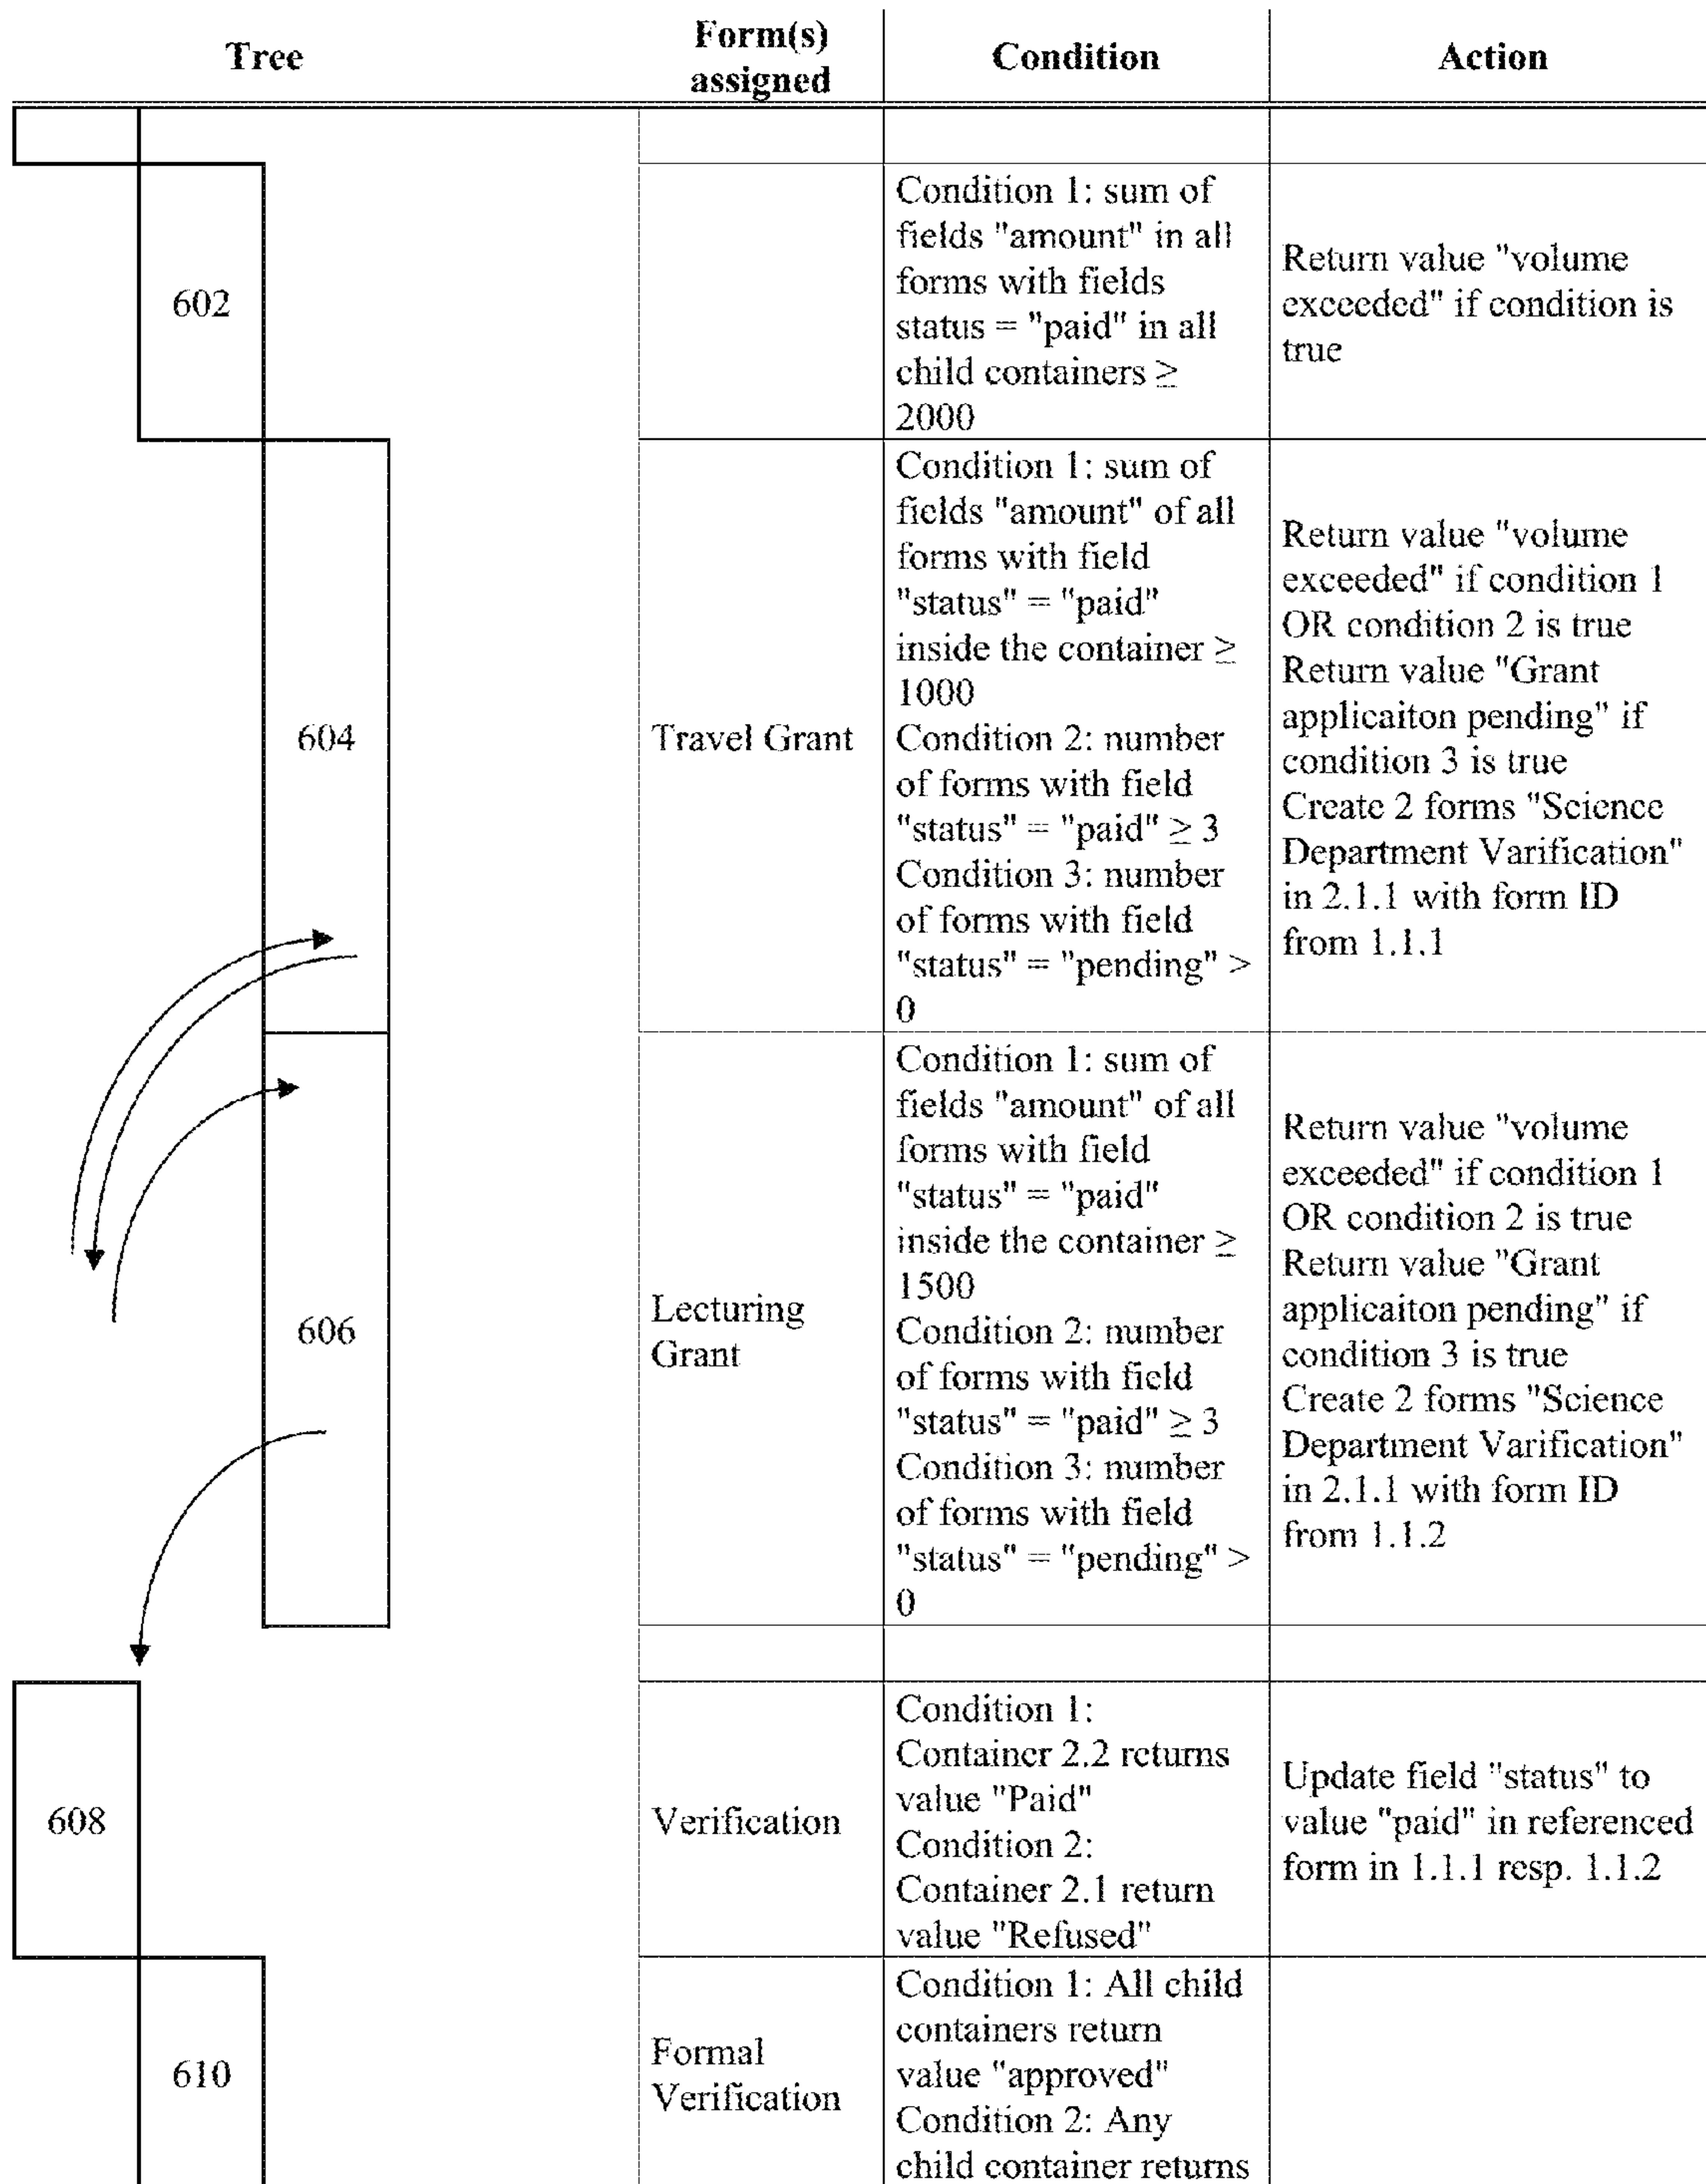 Tree
Form(s)
assigned
Condition
Action
602
Condition 1: sum of
fields "amount" in all
forms with fields
status = "paid" in all
child containers ≥
2000
Return value "volume
exceeded" if condition is
true
604
Travel Grant
Condition 1: sum of
fields "amount" of all
forms with field
"status" = "paid"
inside the container ≥
1000
Condition 2: number
of forms with field
"status" = "paid" ≥ 3
Condition 3: number
of forms with field
"status" = "pending" >
0
Return value "volume
exceeded" if condition 1
OR condition 2 is true
Return value "Grant
applicaiton pending" if
condition 3 is true
Create 2 forms "Science
Department Varification"
in 2.1.1 with form ID
from 1.1.1
606
Lecturing
Grant
Condition 1: sum of
fields "amount" of all
forms with field
"status" = "paid"
inside the container ≥
1500
Condition 2: number
of forms with field
"status" = "paid" ≥ 3
Condition 3: number
of forms with field
"status" = "pending" >
0
Return value "volume
exceeded" if condition 1
OR condition 2 is true
Return value "Grant
applicaiton pending" if
condition 3 is true
Create 2 forms "Science
Department Varification"
in 2.1.1 with form ID
from 1.1.2
608
Verification
Condition 1:
Container 2.2 returns
value "Paid"
Condition 2:
Container 2.1 return
value "Refused"
Update field "status" to
value "paid" in referenced
form in 1.1.1 resp. 1.1.2
610
Formal
Verification
Condition 1: All child
containers return
value "approved"
Condition 2: Any
child container returns